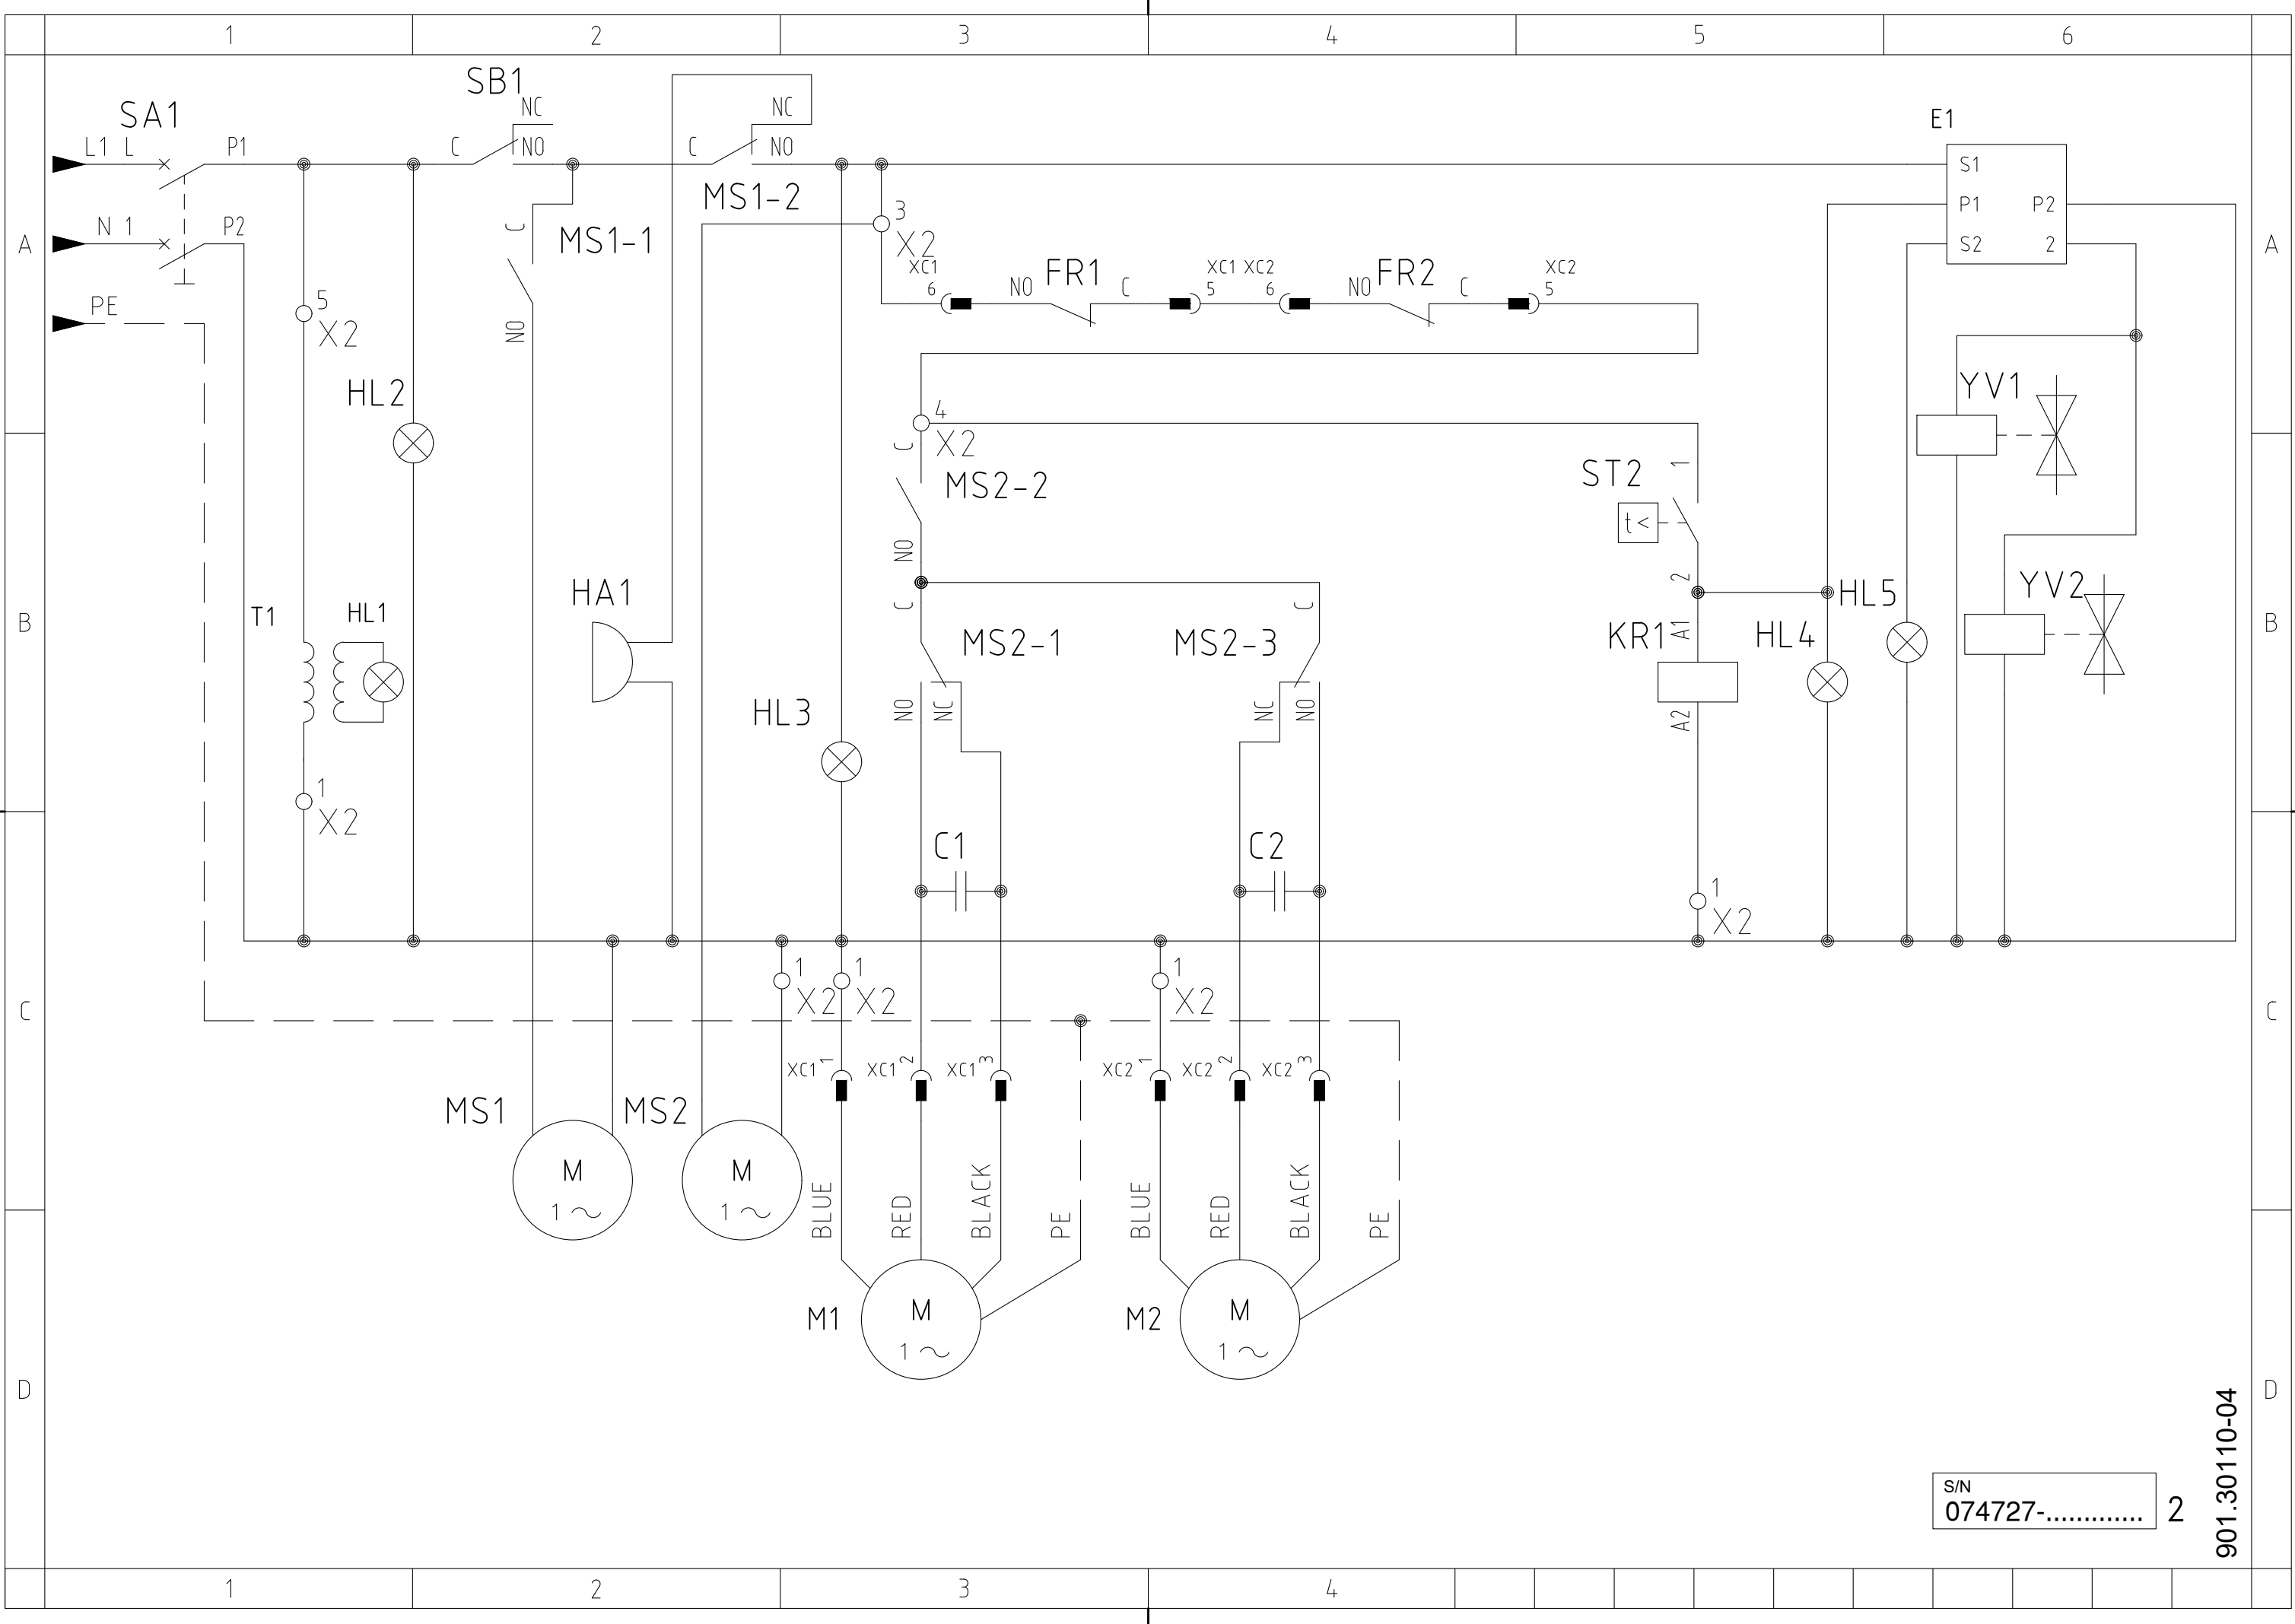 1 2 3 4 5 6
SB1
NC
NC
SA1
E1
L1 L P1 C NO C NO
S1
MS1-2
P1 P2
3
N 1 P2
C
MS1-1
X2
S2 2
A A
XC1 FR1 XC1 XC2 FR2 XC2
6 NO C 5 6 NO C 5
PE
5
X2
NO
HL2
YV1
4
X2
C
MS2-2
ST2
1
t<
NO
HA1
2
HL5
YV2
T1 HL1
C C
B B
MS2-1 MS2-3
KR1
A1
HL4
HL3
NO NC
NC NO
A2
1
X2
C1 C2
1
X2
1 1 1
X2 X2 X2
C C
XC1 1 XC1 2 XC1 3 XC2 1 XC2 2 XC2 3
MS1 MS2
M M
1~ 1~
BLUE RED BLACK PE BLUE RED BLACK PE
M1 M M2 M
1~ 1~
D D
S/N
074727-.............
2
901.30110-04
1 2 3 4